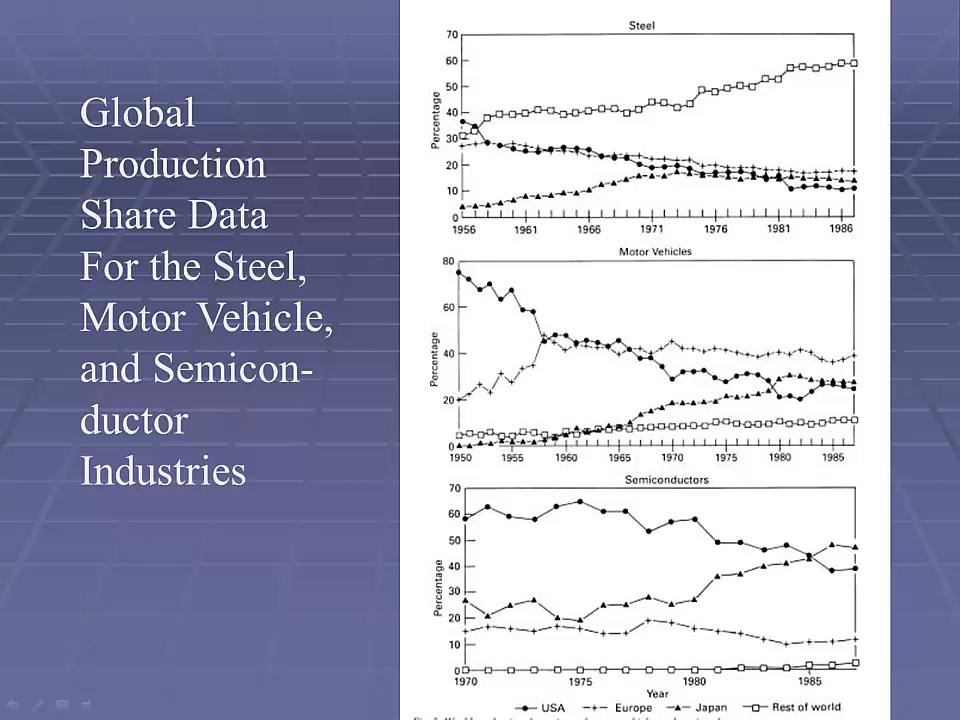 Global
Production
Share Data
For the Steel,
Motor Vehicle,
and Semicon-
ductor
Industries
Steel
70
60
50
40
30
20
10
0
Percentage
1956 1961 1966 1971 1976 1981 1986
Motor Vehicles
80
60
40
20
0
Percentage
1950 1955 1960 1965 1970 1975 1980 1985
Semiconductors
70
60
50
40
30
20
10
0
Percentage
1970 1975 1980 1985
Year
USA Europe Japan Rest of world